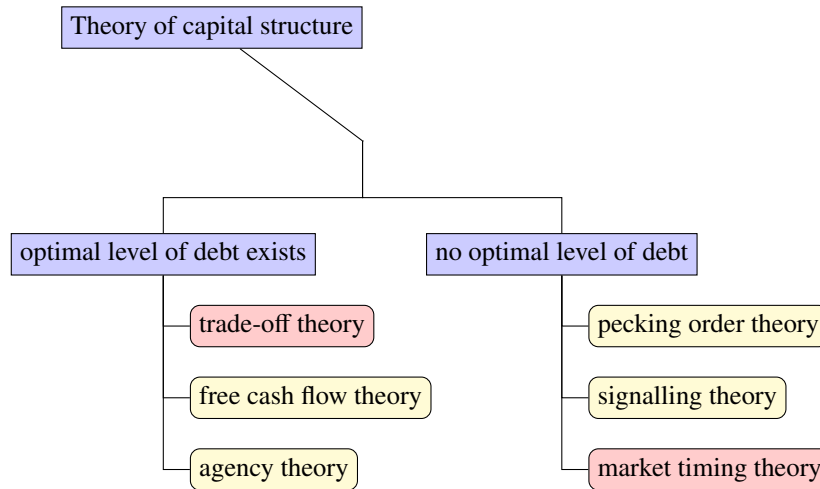 Theory of capital structure
optimal level of debt exists
trade-off theory
free cash flow theory
agency theory
no optimal level of debt
pecking order theory
signalling theory
market timing theory